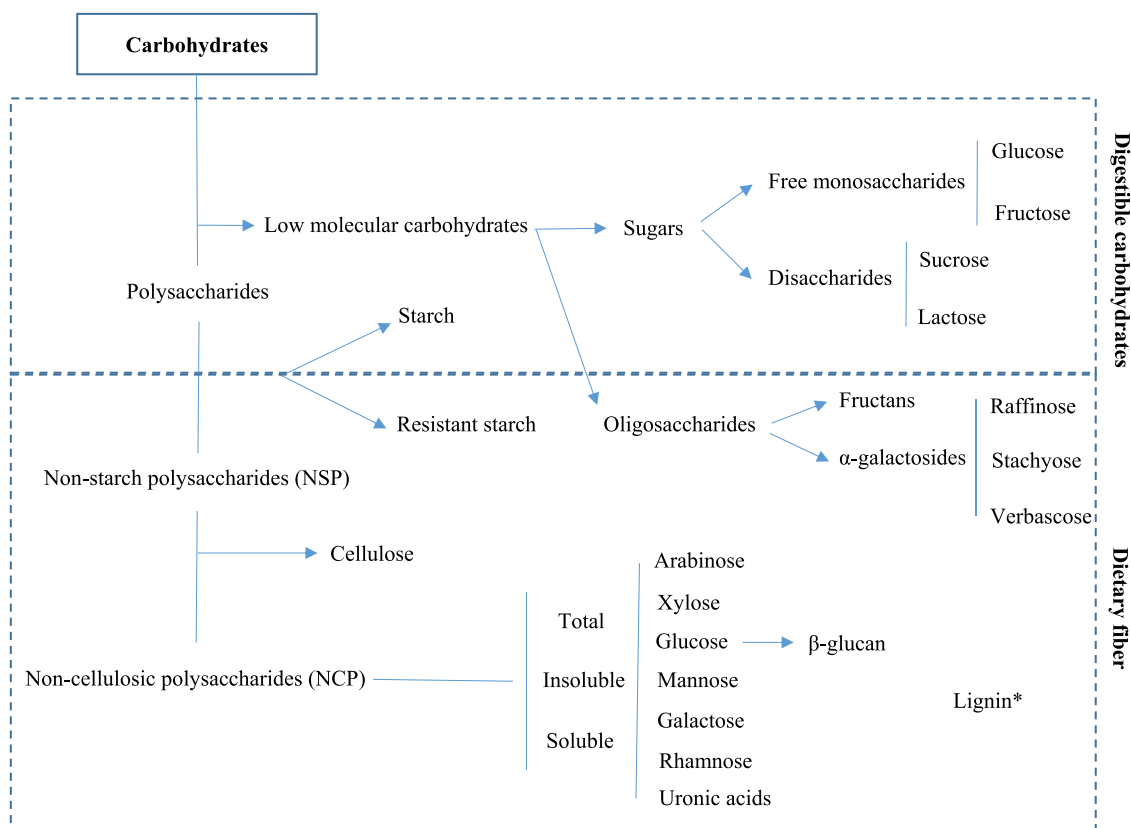 Carbohydrates
Digestible carbohydrates
Glucose
Free monosaccharides
Fructose
Low molecular carbohydrates
Sugars
Sucrose
Disaccharides
Lactose
Polysaccharides
Starch
Resistant starch
Oligosaccharides
Fructans
α-galactosides
Raffinose
Stachyose
Verbascose
Non-starch polysaccharides (NSP)
Cellulose
Dietary fiber
Arabinose
Xylose
Total
Glucose
β-glucan
Non-cellulosic polysaccharides (NCP)
Insoluble
Mannose
Lignin*
Galactose
Soluble
Rhamnose
Uronic acids